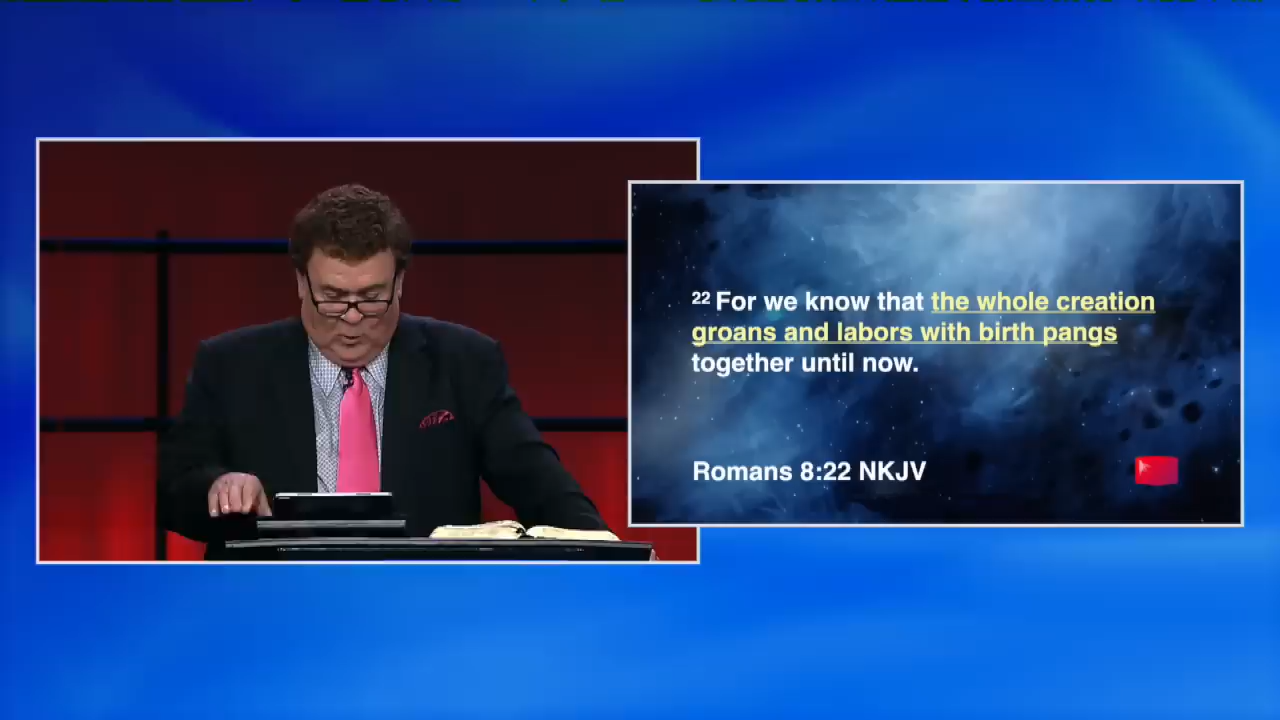 22 For we know that the whole creation
groans and labors with birth pangs
together until now.
Romans 8:22 NKJV